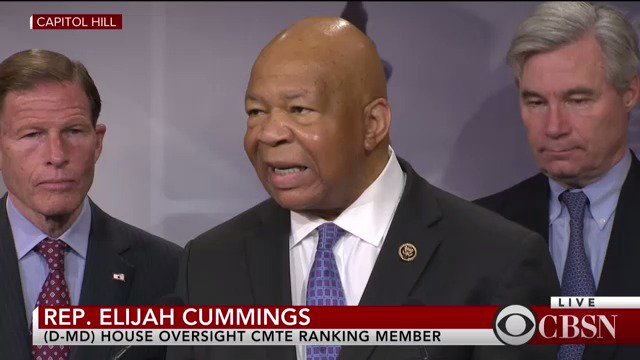 CAPITOL HILL
REP. ELIJAH CUMMINGS
(D-MD) HOUSE OVERSIGHT CMTE RANKING MEMBER
LIVE
CBSN